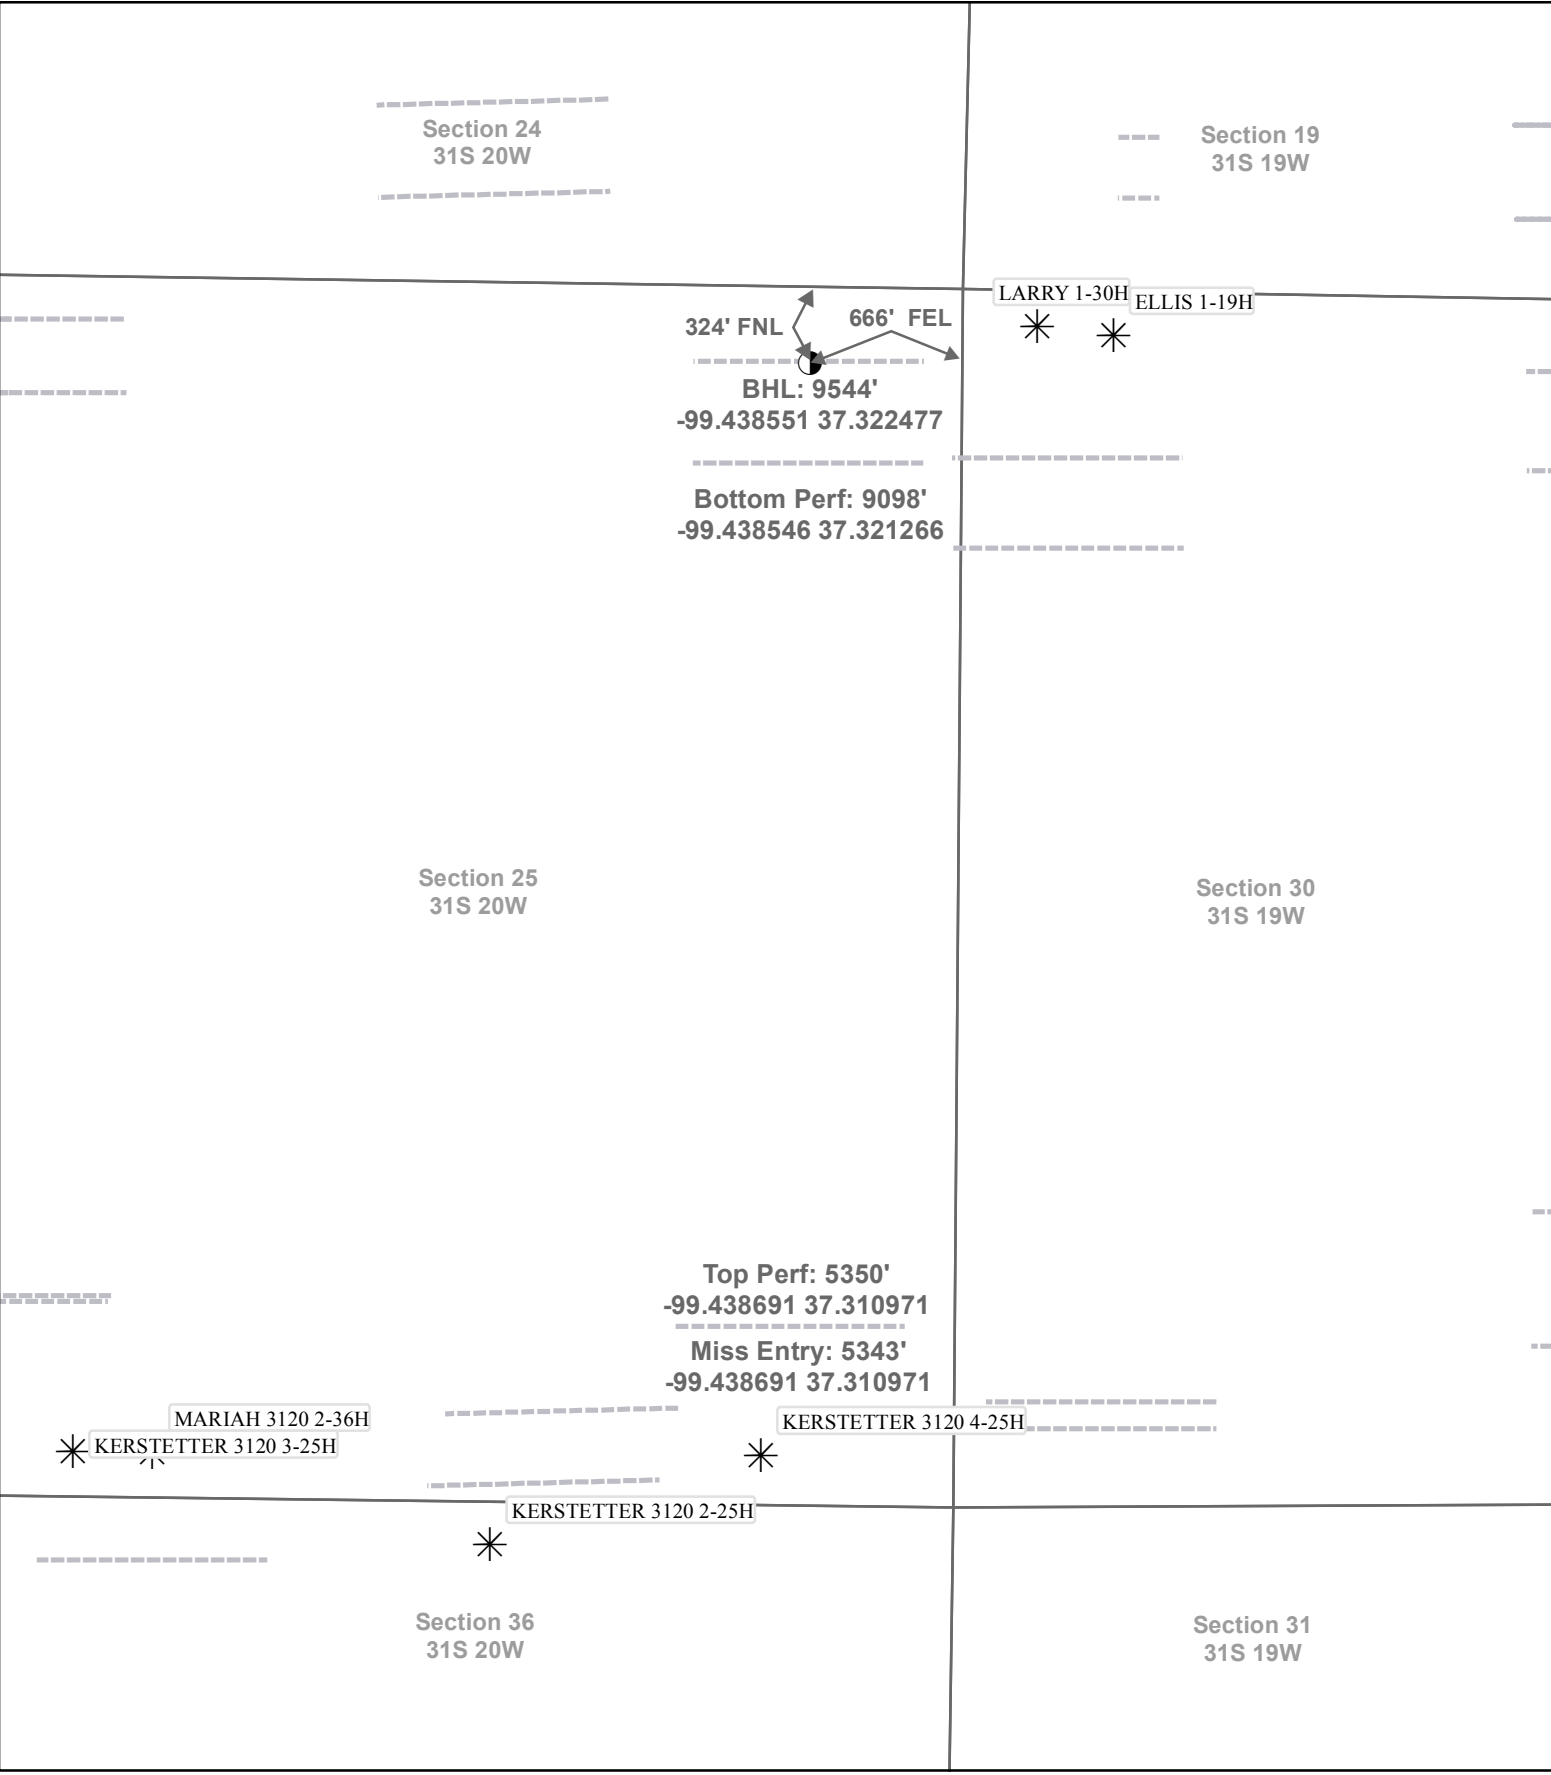 Section 24
31S 20W
Section 19
31S 19W
LARRY 1-30H
ELLIS 1-19H
324' FNL
666' FEL
BHL: 9544'
-99.438551 37.322477
Bottom Perf: 9098'
-99.438546 37.321266
Section 25
31S 20W
Section 30
31S 19W
Top Perf: 5350'
-99.438691 37.310971
Miss Entry: 5343'
-99.438691 37.310971
MARIAH 3120 2-36H
KERSTETTER 3120 3-25H
KERSTETTER 3120 4-25H
KERSTETTER 3120 2-25H
Section 36
31S 20W
Section 31
31S 19W